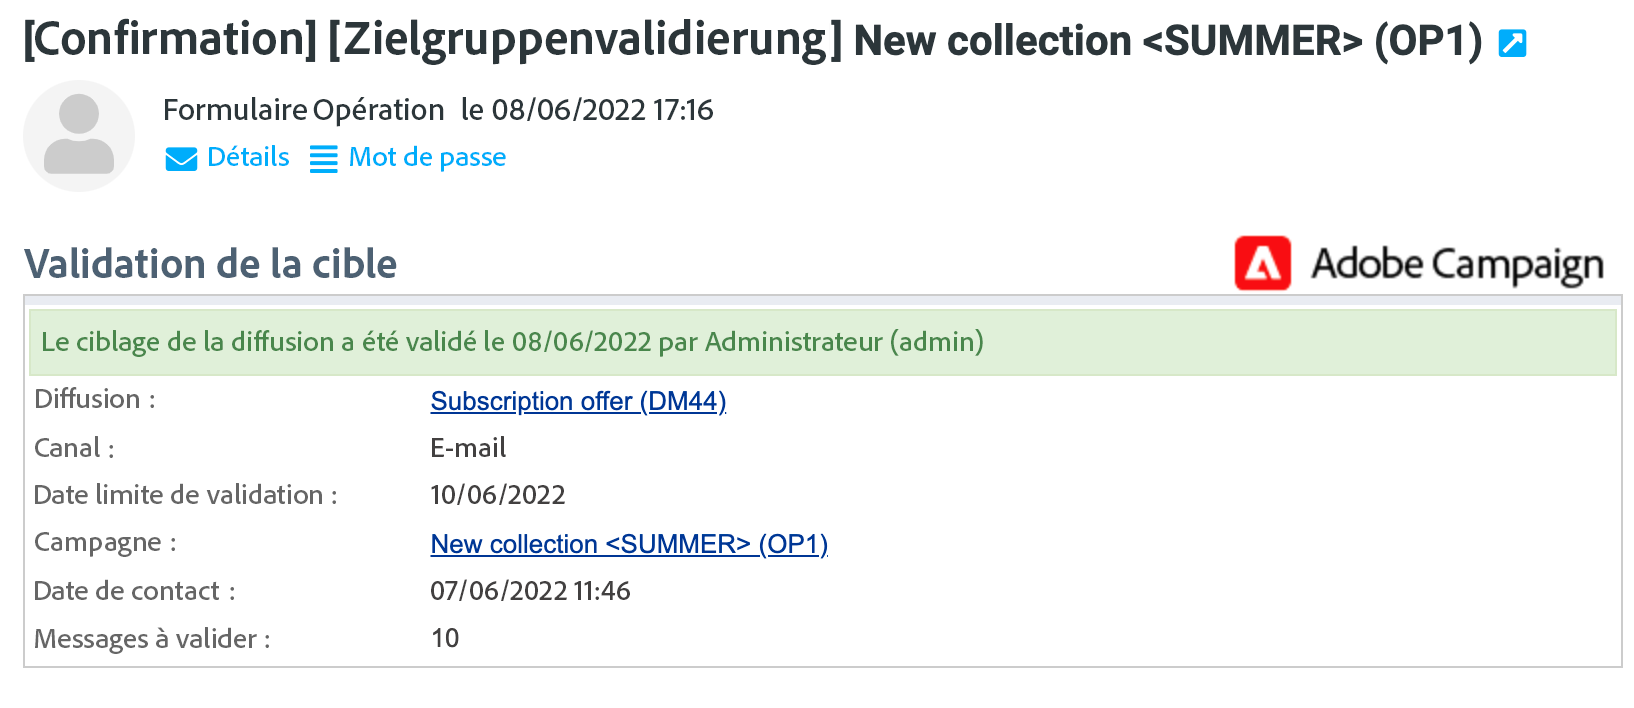 [Confirmation] [Zielgruppenvalidierung] New collection <SUMMER> (OP1)
Formulaire Opération le 08/06/2022 17:16
Détails Mot de passe
Validation de la cible
Adobe Campaign
Le ciblage de la diffusion a été validé le 08/06/2022 par Administrateur (admin)
Diffusion : Subscription offer (DM44)
Canal : E-mail
Date limite de validation : 10/06/2022
Campagne : New collection <SUMMER> (OP1)
Date de contact : 07/06/2022 11:46
Messages à valider : 10